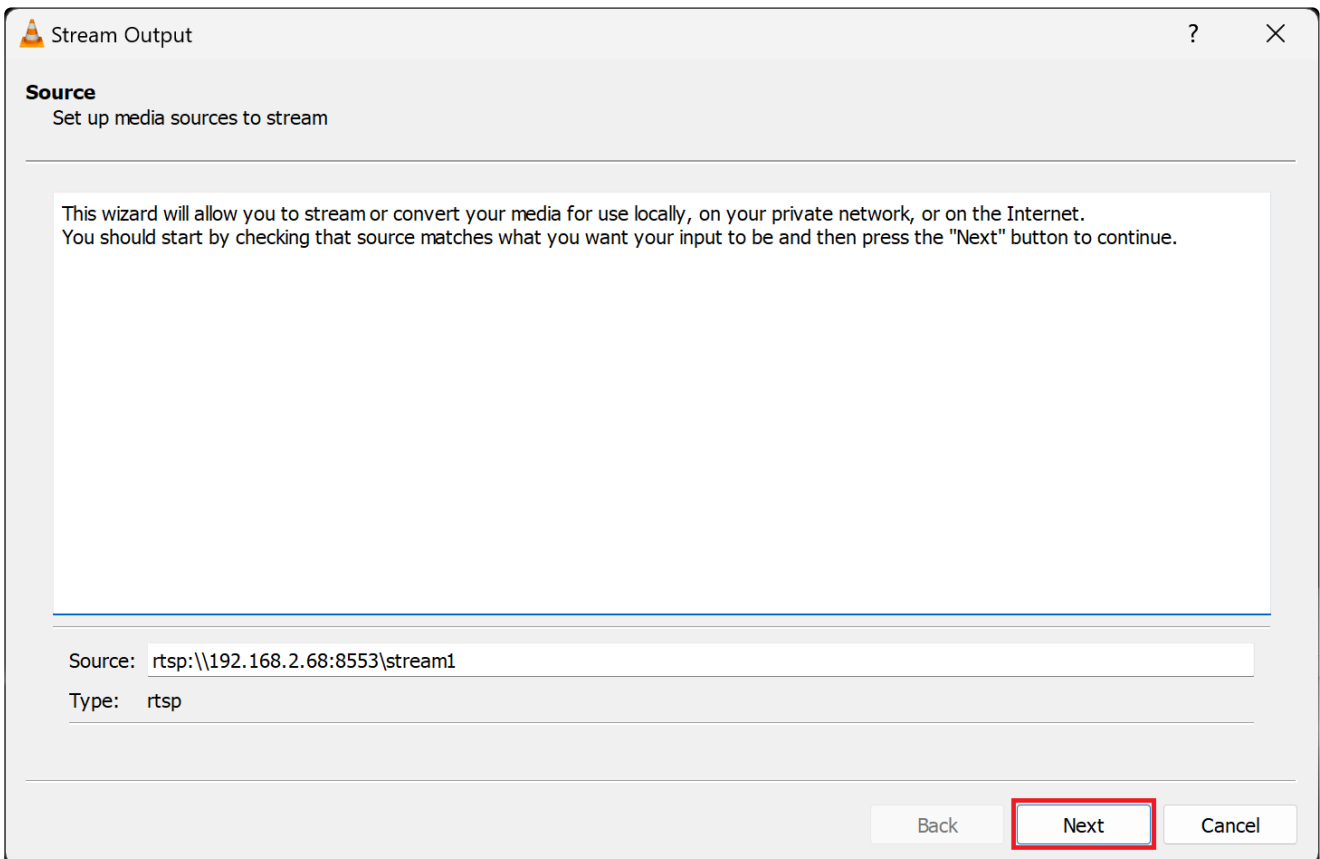 Stream Output
?
Source
Set up media sources to stream
This wizard will allow you to stream or convert your media for use locally, on your private network, or on the Internet.
You should start by checking that source matches what you want your input to be and then press the "Next" button to continue.
Source: rtsp:\\192.168.2.68:8553\stream1
Type: rtsp
Back Next Cancel